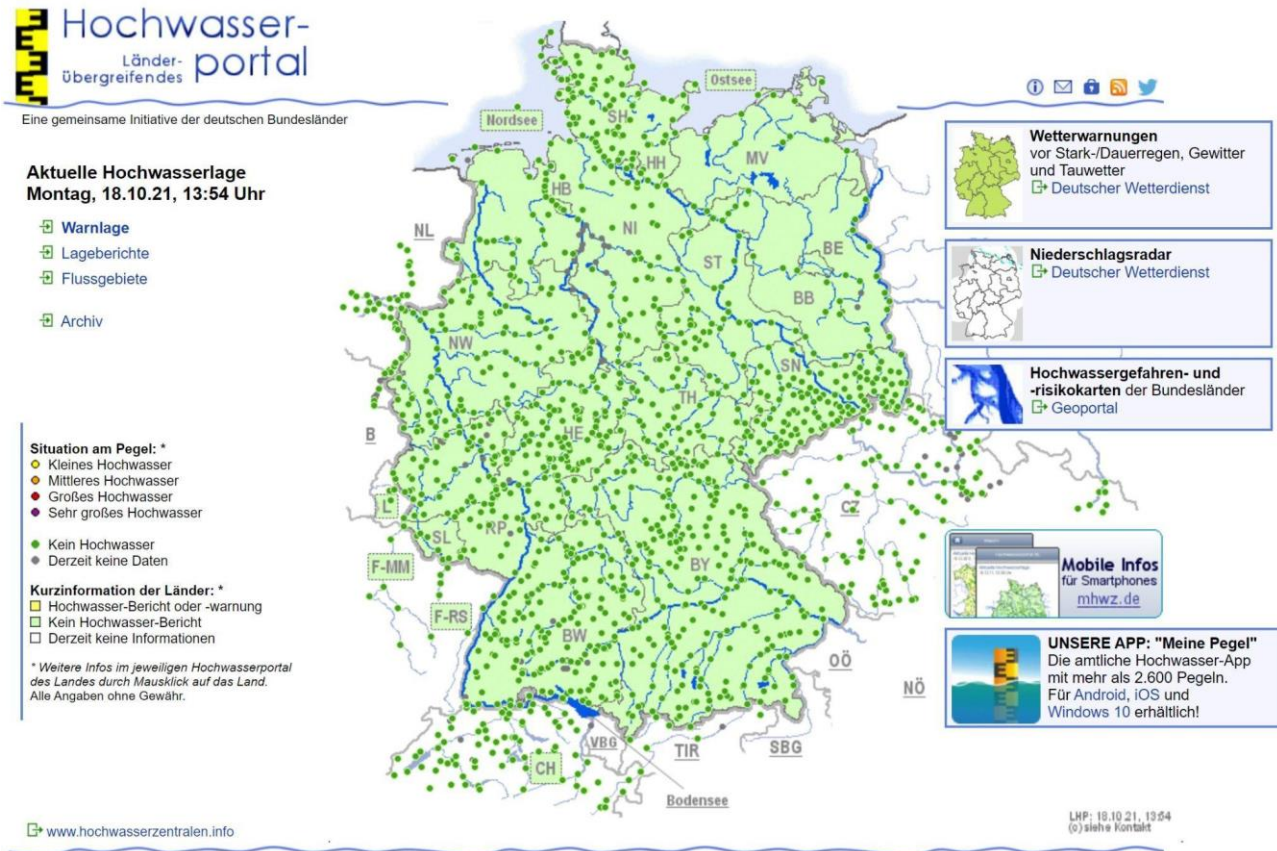 Hochwasser-
Länder-
übergreifendes portal
Eine gemeinsame Initiative der deutschen Bundesländer
Aktuelle Hochwasserlage
Montag, 18.10.21, 13:54 Uhr
Warnlage
Lageberichte
Flussgebiete
Archiv
Situation am Pegel: *
Kleines Hochwasser
Mittleres Hochwasser
Großes Hochwasser
Sehr großes Hochwasser
Kein Hochwasser
Derzeit keine Daten
Kurzinformation der Länder: *
Hochwasser-Bericht oder -warnung
Kein Hochwasser-Bericht
Derzeit keine Informationen
* Weitere Infos im jeweiligen Hochwasserportal
des Landes durch Mausklick auf das Land.
Alle Angaben ohne Gewähr.
www.hochwasserzentralen.info
Ostsee
Nordsee
SH
HH
MV
HB
NI
NL
BE
ST
BB
NW
SN
TH
B
HE
L
CZ
SL
RP
F-MM
BY
F-RS
BW
OÖ
NÖ
VBG
TIR
SBG
CH
Bodensee
Wetterwarnungen
vor Stark-/Dauerregen, Gewitter
und Tauwetter
Deutscher Wetterdienst
Niederschlagsradar
Deutscher Wetterdienst
Hochwassergefahren- und
-risikokarten der Bundesländer
Geoportal
Mobile Infos
für Smartphones
mhwz.de
UNSERE APP: "Meine Pegel"
Die amtliche Hochwasser-App
mit mehr als 2.600 Pegeln.
Für Android, iOS und
Windows 10 erhältlich!
LHP: 18.10.21, 13:54
(c)siehe Kontakt